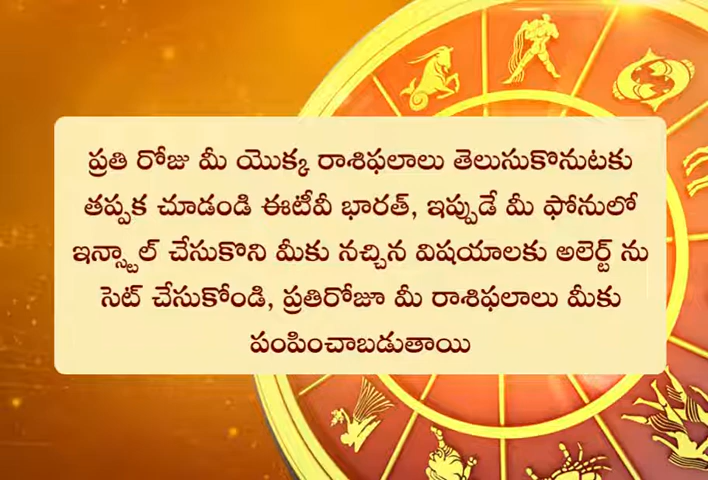 ప్రతి రోజు మీ యొక్క రాశిఫలాలు తెలుసుకొనుటకు
తప్పక చూడండి ఈటీవీ భారత్, ఇప్పుడే మీ ఫోనులో
ఇన్స్టాల్ చేసుకొని మీకు నచ్చిన విషయాలకు అలెర్ట్ ను
సెట్ చేసుకోండి, ప్రతిరోజూ మీ రాశిఫలాలు మీకు
పంపించాబడుతాయి